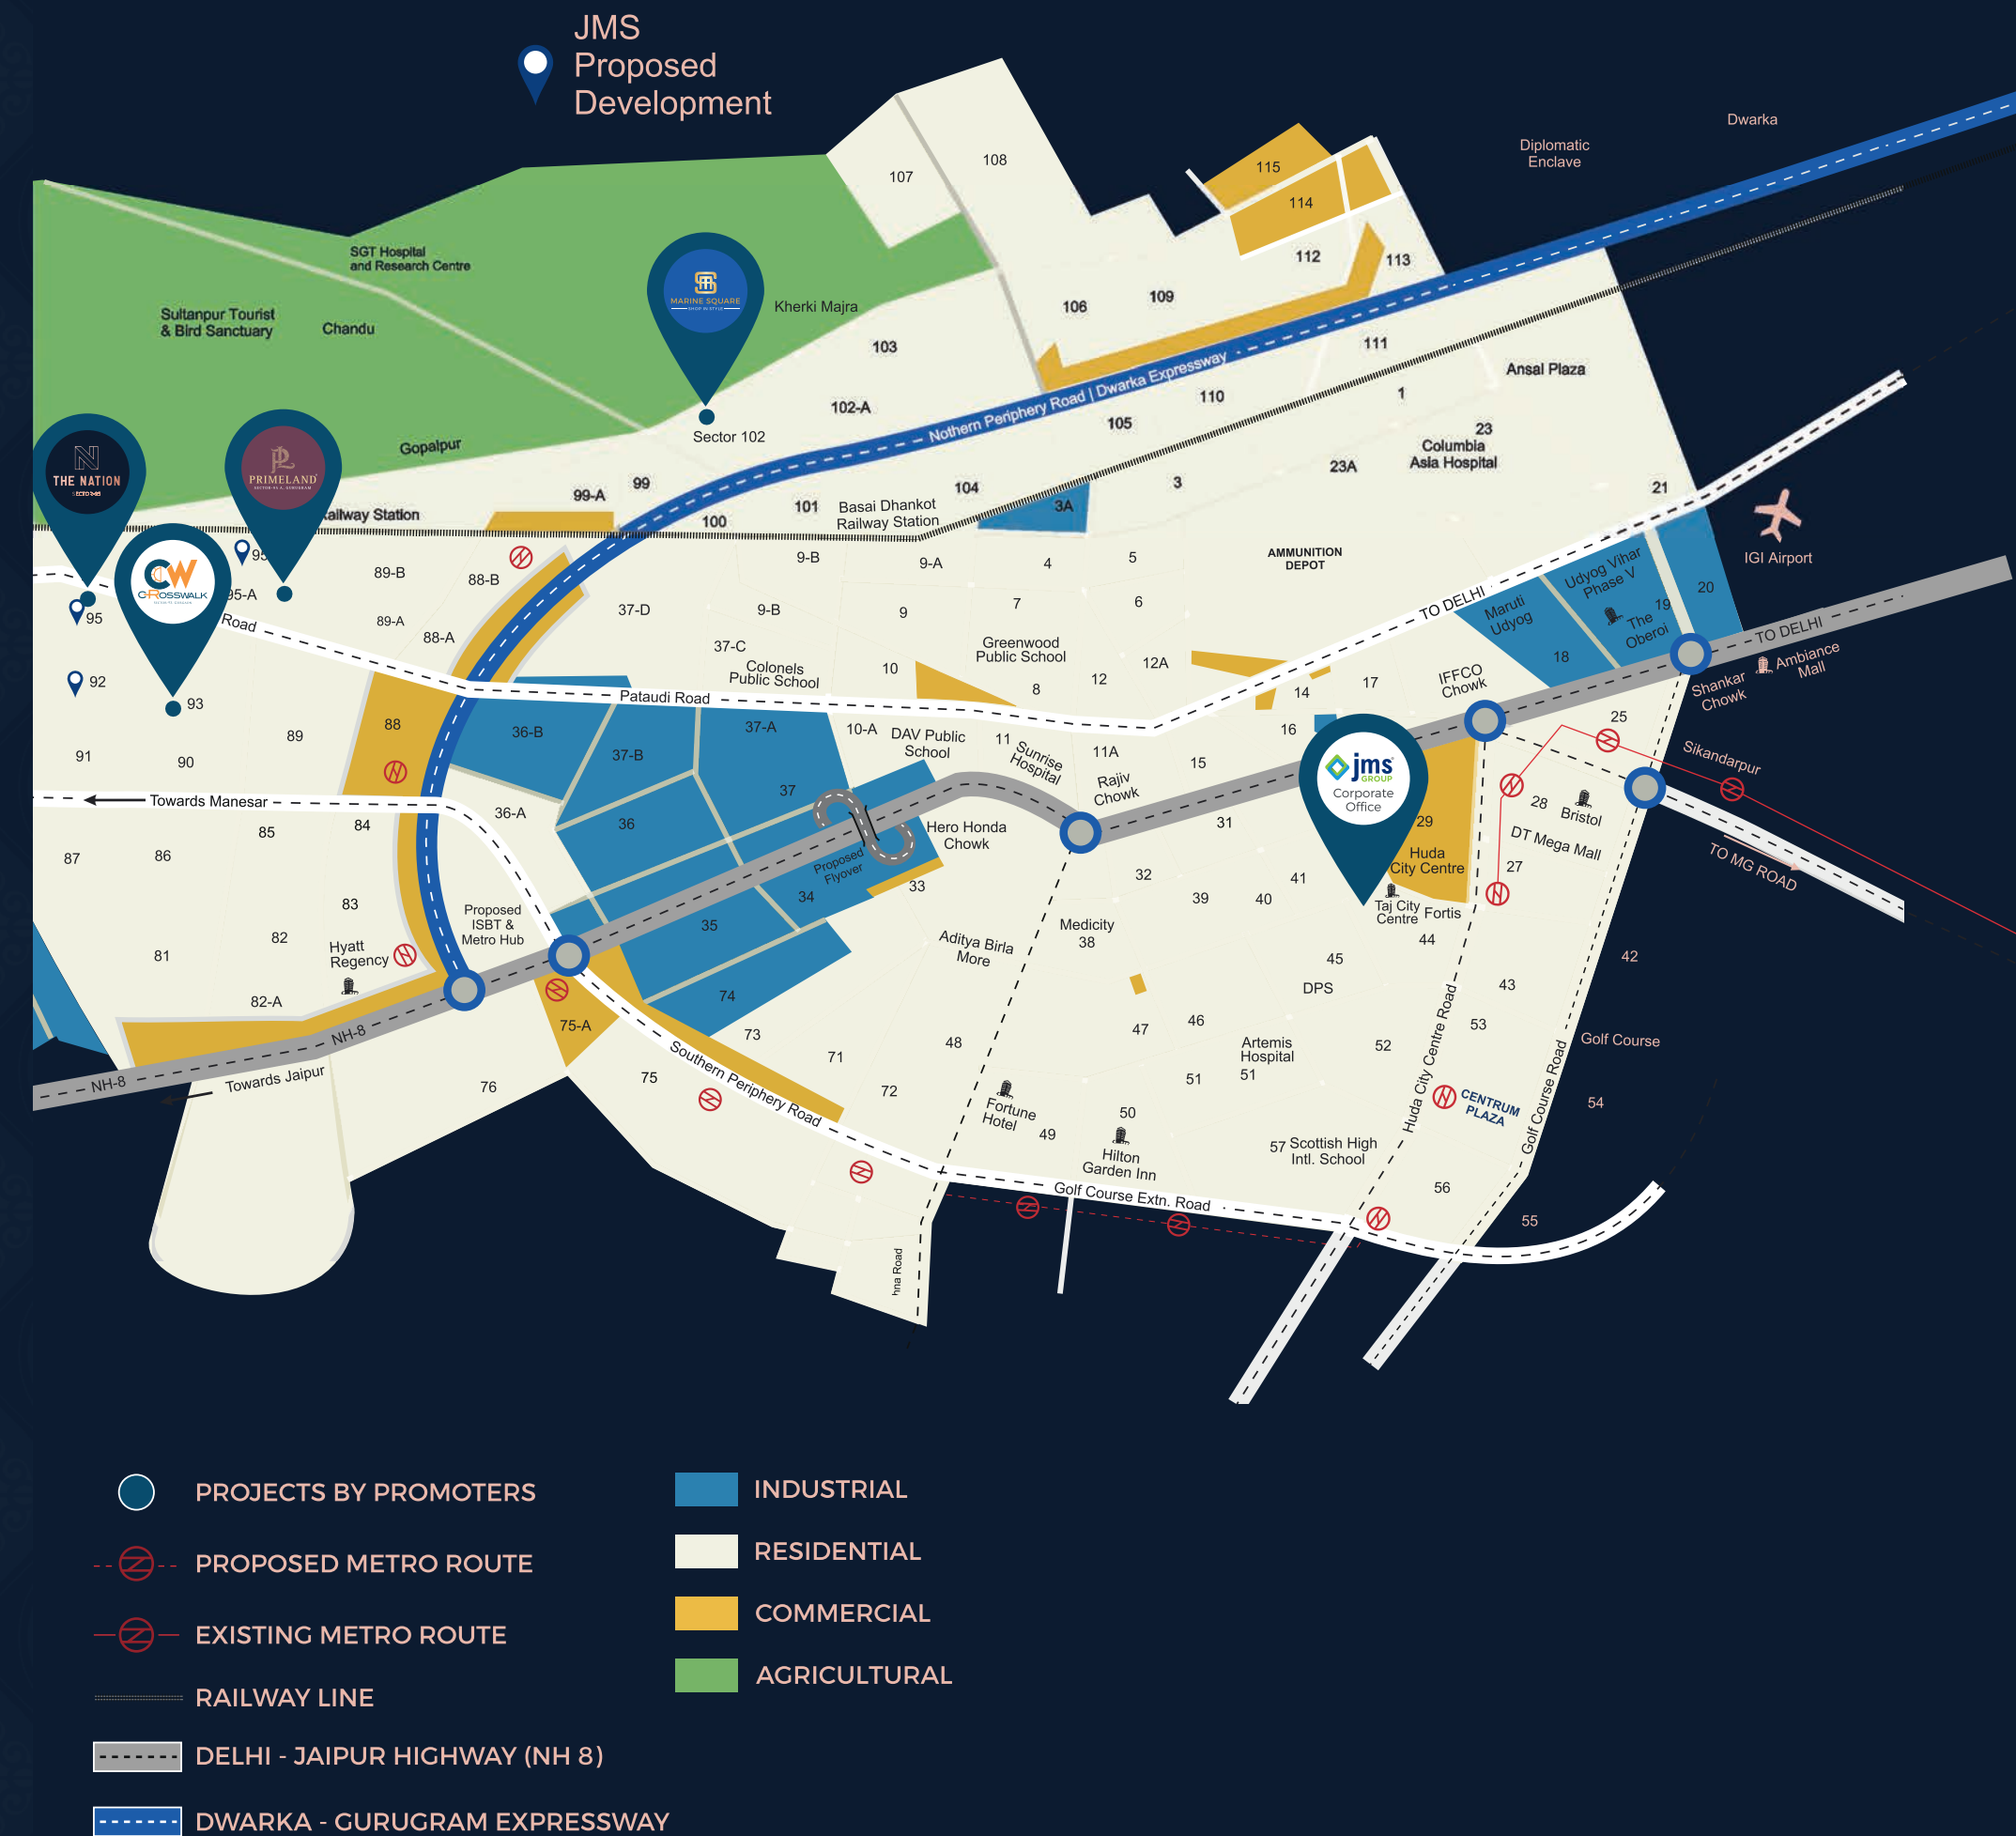 JMS
Proposed
Development
Dwarka
Diplomatic
Enclave
108
107
115
114
112
113
SGT Hospital
and Research Centre
Sultanpur Tourist
& Bird Sanctuary
Chandu
MARINE SQUARE
SHOP IN STYLE
Kherki Majra
106
109
103
111
Ansal Plaza
102-A
Nothern Periphery Road | Dwarka Expressway
110
1
105
23
Sector 102
Columbia
Asia Hospital
Gopalpur
23A
THE NATION
PRIMELAND
99-A
99
104
3
21
Railway Station
100
101
Basai Dhankot
Railway Station
3A
IGI Airport
89-B
88-B
9-B
9-A
4
5
AMMUNITION
DEPOT
Udyog Vihar
Phase V
20
CW
CROSSWALK
95-A
95
89-A
88-A
37-D
9-B
9
7
6
TO DELHI
Maruti
Udyog
19
The
Oberoi
TO DELHI
Road
37-C
Colonels
Public School
10
Greenwood
Public School
12A
18
Ambiance
Mall
92
93
Pataudi Road
8
12
14
17
IFFCO
Chowk
Shankar
Chowk
88
36-B
37-A
10-A
DAV Public
School
11
Sunrise
Hospital
11A
16
25
91
90
89
37-B
15
Sikandarpur
Towards Manesar
37
Rajiv
Chowk
jms
GROUP
Corporate
Office
28
Bristol
85
84
36-A
36
Hero Honda
Chowk
31
29
DT Mega Mall
87
86
Proposed
Flyover
Huda
City Centre
27
TO MG ROAD
33
32
41
83
Proposed
ISBT &
Metro Hub
34
39
40
Taj City
Centre
Fortis
82
35
Medicity
38
44
81
Hyatt
Regency
Aditya Birla
More
45
42
82-A
74
DPS
43
75-A
73
47
46
53
NH-8
48
Artemis
Hospital
52
Golf Course
71
51
51
Huda City Centre Road
NH-8
Towards Jaipur
76
75
Southern Periphery Road
72
Fortune
Hotel
50
CENTRUM
PLAZA
54
49
Golf Course Road
57
Scottish High
Intl. School
Hilton
Garden Inn
56
Golf Course Extn. Road
55
hna Road
PROJECTS BY PROMOTERS
PROPOSED METRO ROUTE
EXISTING METRO ROUTE
RAILWAY LINE
DELHI - JAIPUR HIGHWAY (NH 8)
DWARKA - GURUGRAM EXPRESSWAY
INDUSTRIAL
RESIDENTIAL
COMMERCIAL
AGRICULTURAL